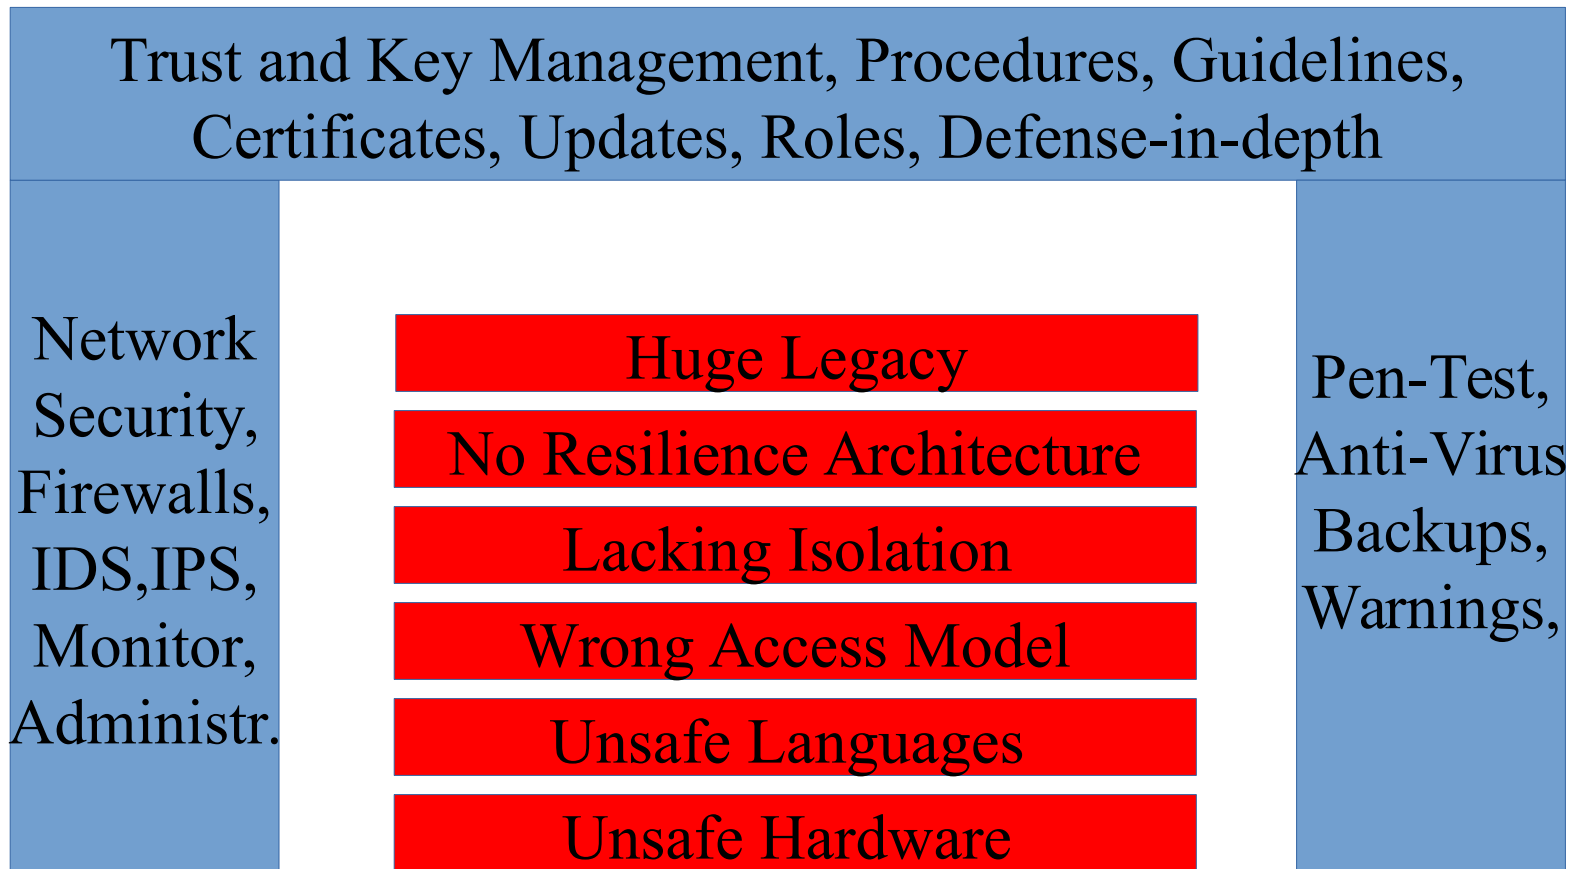 Trust and Key Management, Procedures, Guidelines,
Certificates, Updates, Roles, Defense-in-depth
Network
Security,
Firewalls,
IDS,IPS,
Monitor,
Administr.
Huge Legacy
No Resilience Architecture
Lacking Isolation
Wrong Access Model
Unsafe Languages
Unsafe Hardware
Pen-Test,
Anti-Virus
Backups,
Warnings,